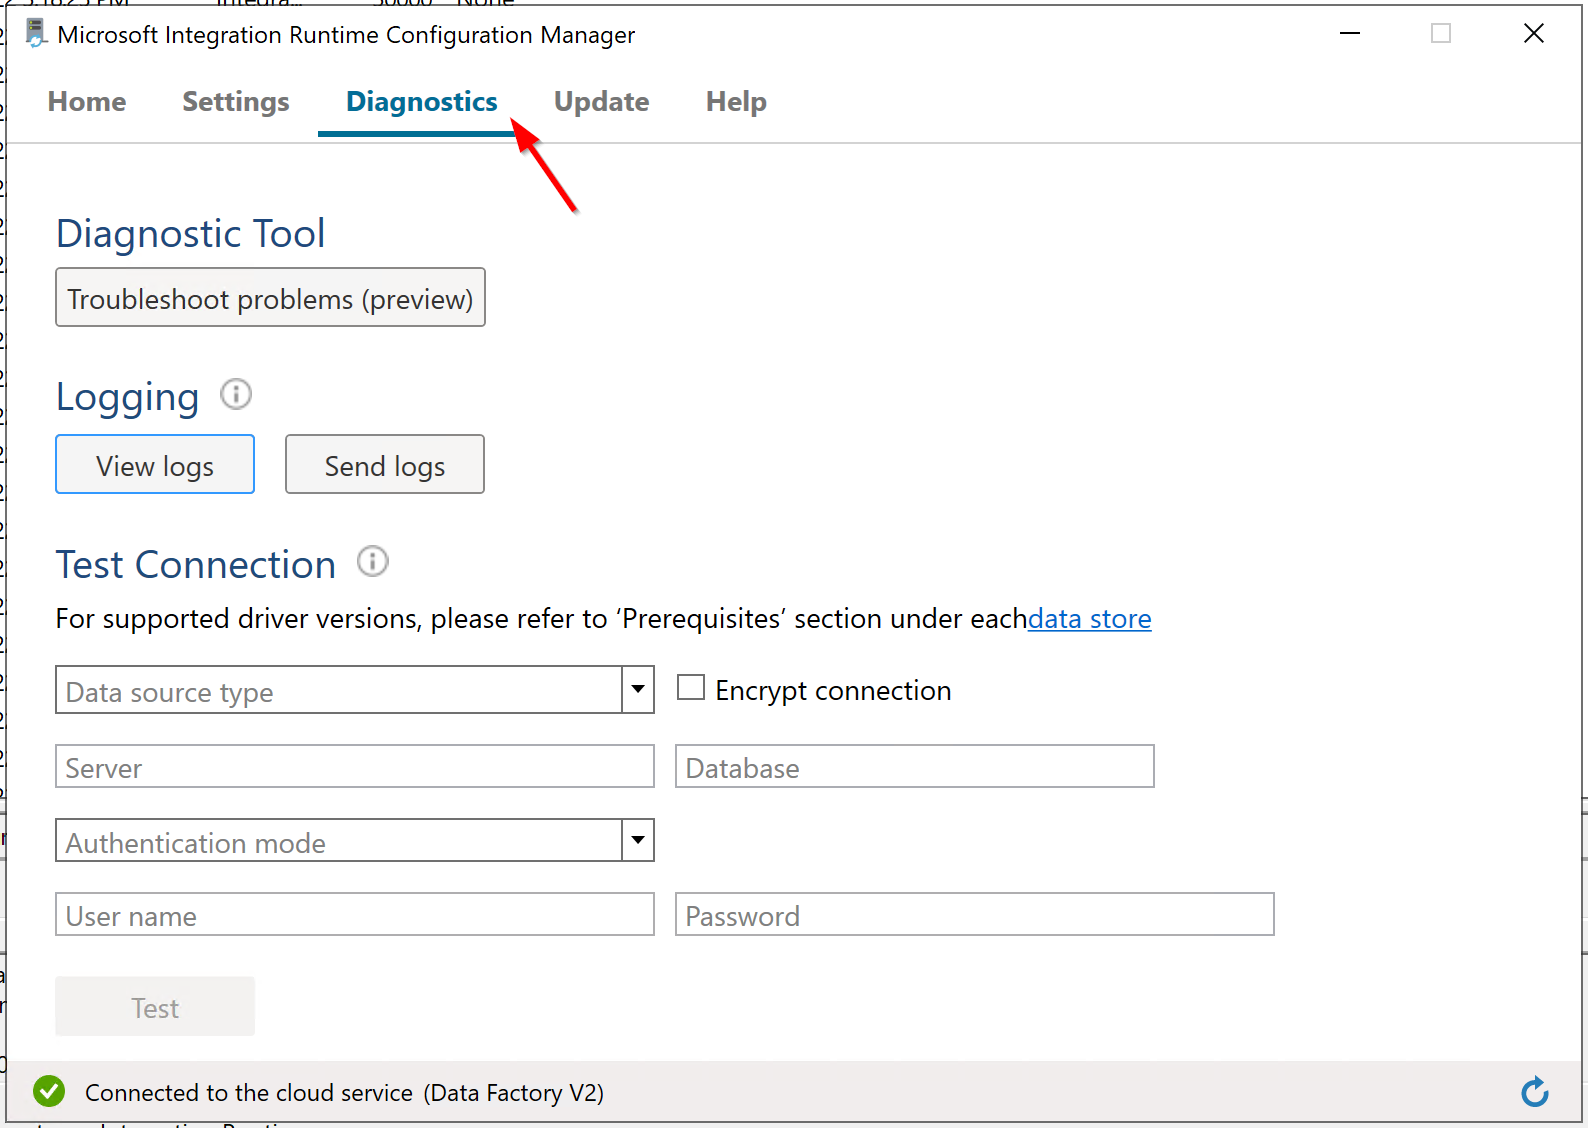 Microsoft Integration Runtime Configuration Manager
Home Settings Diagnostics Update Help
Diagnostic Tool
Troubleshoot problems (preview)
Logging
View logs Send logs
Test Connection
For supported driver versions, please refer to ‘Prerequisites’ section under eachdata store
Data source type Encrypt connection
Server Database
Authentication mode
User name Password
Test
Connected to the cloud service (Data Factory V2)